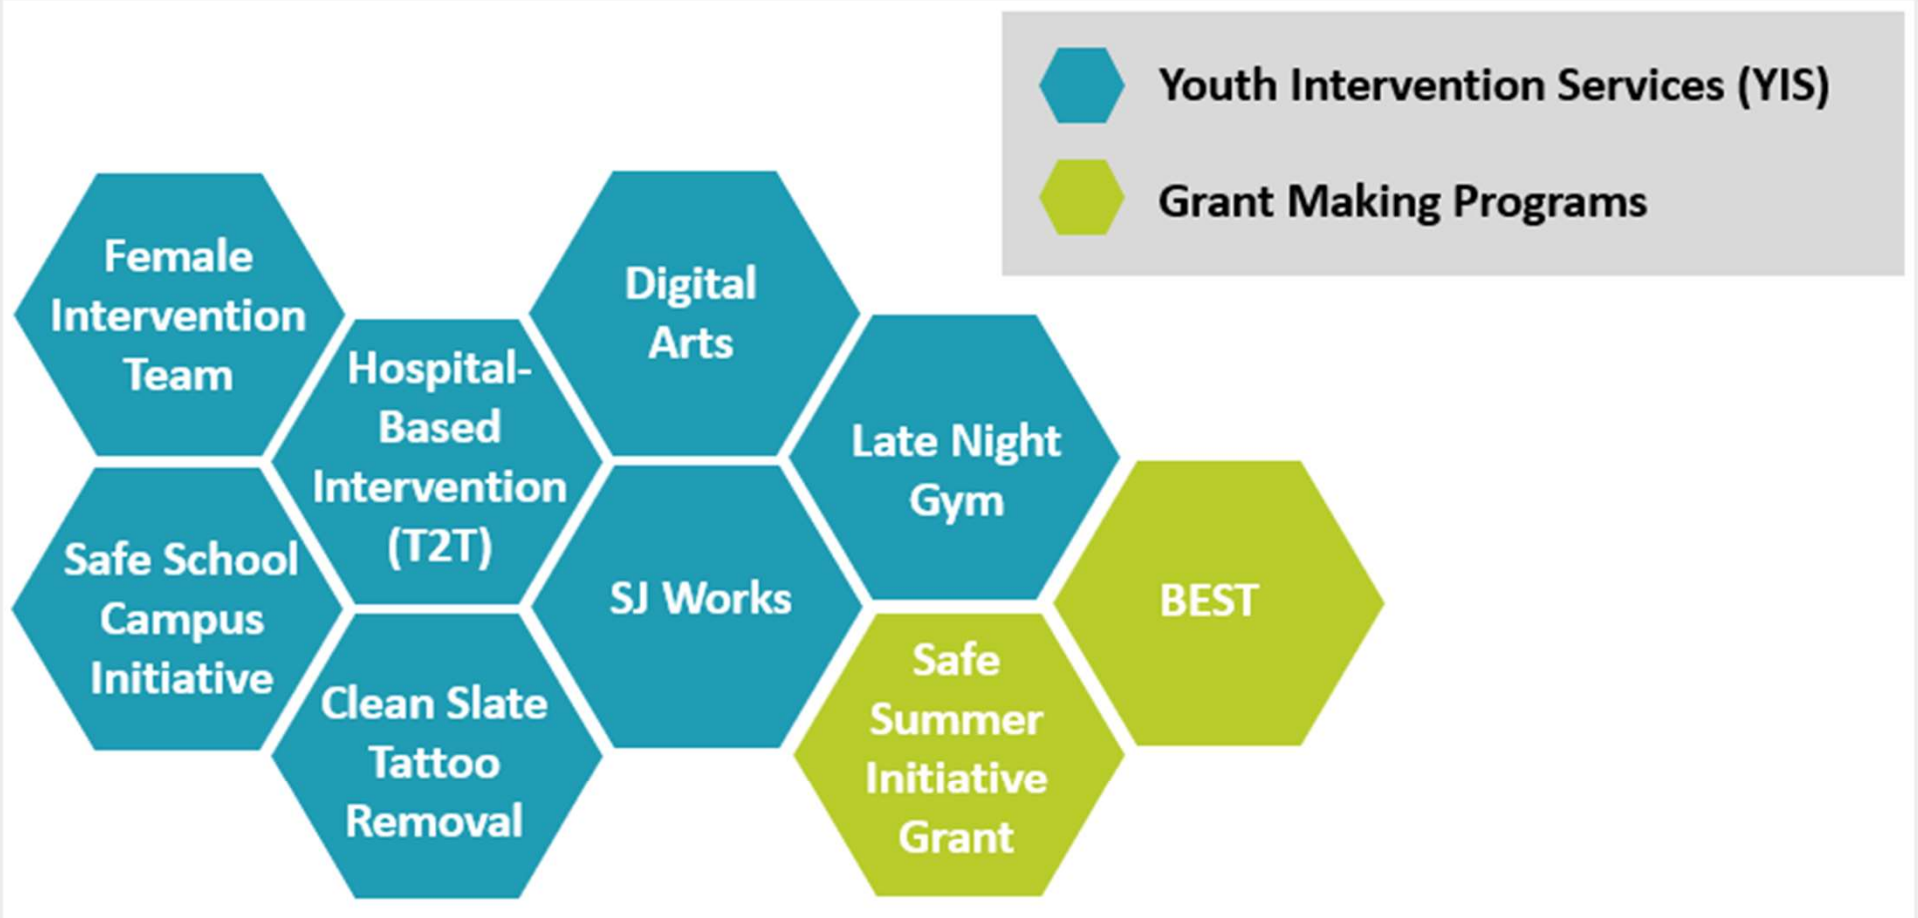 Youth Intervention Services (YIS)
Grant Making Programs
Female
Intervention
Team
Hospital-
Based
Intervention
(T2T)
Digital
Arts
Late Night
Gym
Safe School
Campus
Initiative
Clean Slate
Tattoo
Removal
SJ Works
Safe
Summer
Initiative
Grant
BEST